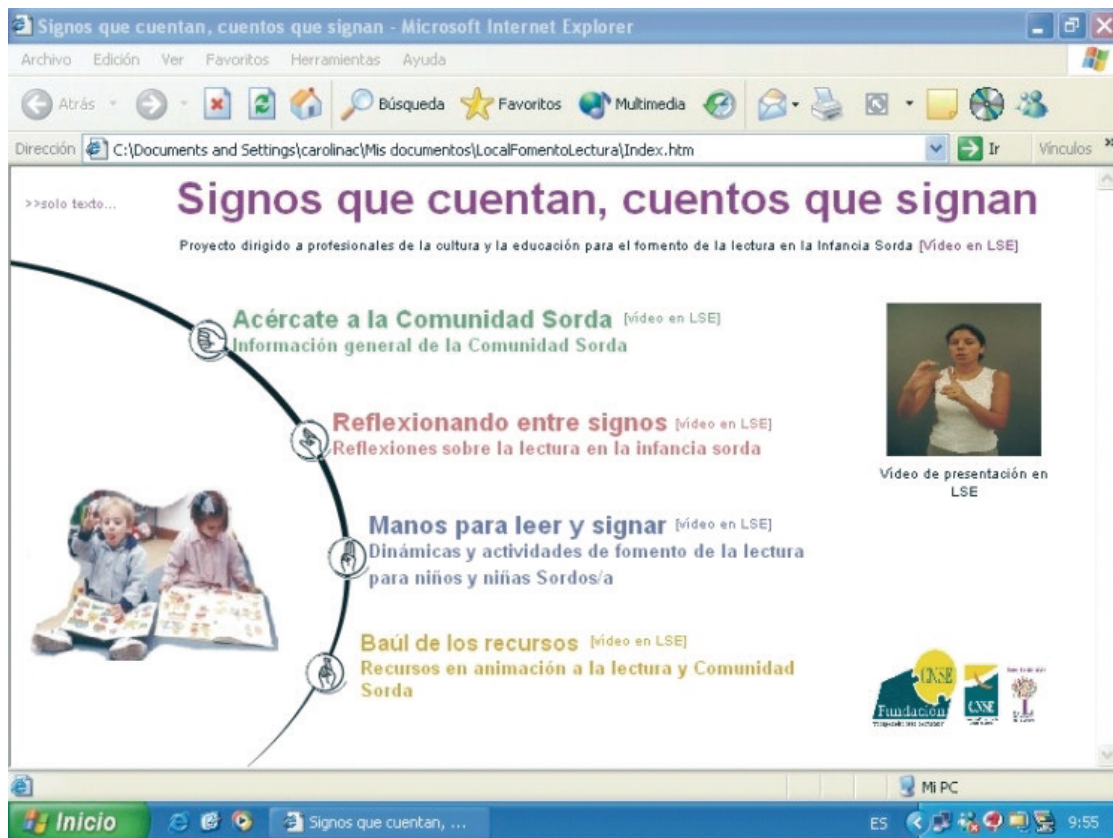 Signos que cuentan, cuentos que signan - Microsoft Internet Explorer
Archivo Edición Ver Favoritos Herramientas Ayuda
Atrás Búsqueda Favoritos Multimedia
Dirección C:\Documents and Settings\carolinac\Mis documentos\LocalFomentoLectura\Index.htm Ir Vínculos »
>>solo texto...
Signos que cuentan, cuentos que signan
Proyecto dirigido a profesionales de la cultura y la educación para el fomento de la lectura en la Infancia Sorda [Vídeo en LSE]
Acércate a la Comunidad Sorda [vídeo en LSE]
Información general de la Comunidad Sorda
Reflexionando entre signos [vídeo en LSE]
Reflexiones sobre la lectura en la infancia sorda
Vídeo de presentación en
LSE
Manos para leer y signar [vídeo en LSE]
Dinámicas y actividades de fomento de la lectura
para niños y niñas Sordos/a
Baúl de los recursos [vídeo en LSE]
Recursos en animación a la lectura y Comunidad
Sorda
CNSE
Fundación
CNSE
L
Mi PC
Inicio Signos que cuentan, ... ES 9:55